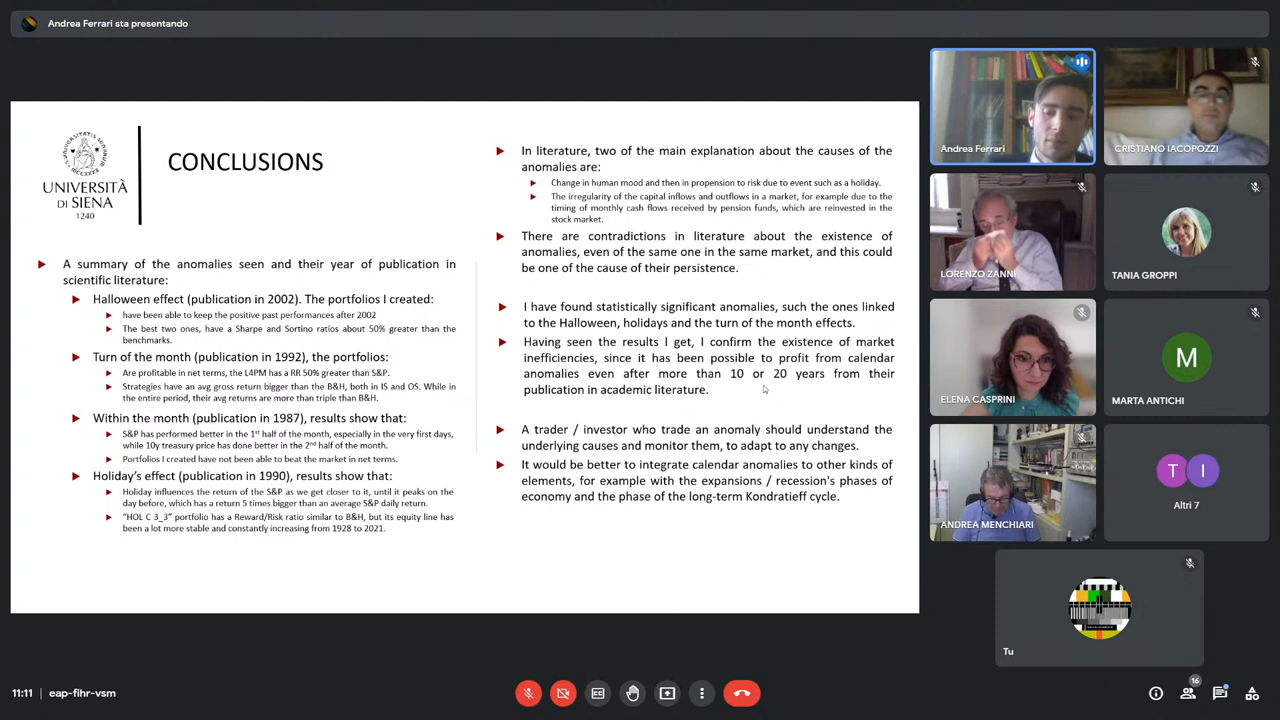 Andrea Ferrari sta presentando
UNIVERSITÀ
DI SIENA
1240
CONCLUSIONS
A summary of the anomalies seen and their year of publication in
scientific literature:
Halloween effect (publication in 2002). The portfolios I created:
have been able to keep the positive past performances after 2002
The best two ones, have a Sharpe and Sortino ratios about 50% greater than the
benchmarks.
Turn of the month (publication in 1992), the portfolios:
Are profitable in net terms, the L4PM has a RR 50% greater than S&P.
Strategies have an avg gross return bigger than the B&H, both in IS and OS. While in
the entire period, their avg returns are more than triple than B&H.
Within the month (publication in 1987), results show that:
S&P has performed better in the 1st half of the month, especially in the very first days,
while 10y treasury price has done better in the 2nd half of the month.
Portfolios I created have not been able to beat the market in net terms.
Holiday's effect (publication in 1990), results show that:
Holiday influences the return of the S&P as we get closer to it, until it peaks on the
day before, which has a return 5 times bigger than an average S&P daily return.
"HOL C 3_3" portfolio has a Reward/Risk ratio similar to B&H, but its equity line has
been a lot more stable and constantly increasing from 1928 to 2021.
In literature, two of the main explanation about the causes of the
anomalies are:
Change in human mood and then in propension to risk due to event such as a holiday.
The irregularity of the capital inflows and outflows in a market, for example due to the
timing of monthly cash flows received by pension funds, which are reinvested in the
stock market.
There are contradictions in literature about the existence of
anomalies, even of the same one in the same market, and this could
be one of the cause of their persistence.
I have found statistically significant anomalies, such the ones linked
to the Halloween, holidays and the turn of the month effects.
Having seen the results I get, I confirm the existence of market
inefficiencies, since it has been possible to profit from calendar
anomalies even after more than 10 or 20 years from their
publication in academic literature.
A trader / investor who trade an anomaly should understand the
underlying causes and monitor them, to adapt to any changes.
It would be better to integrate calendar anomalies to other kinds of
elements, for example with the expansions / recession's phases of
economy and the phase of the long-term Kondratieff cycle.
Andrea Ferrari
CRISTIANO IACOPOZZI
LORENZO ZANNI
TANIA GROPPI
ELENA CASPRINI
M
MARTA ANTICHI
ANDREA MENCHIARI
T I
Altri 7
Tu
11:11 | eap-fihr-vsm
16